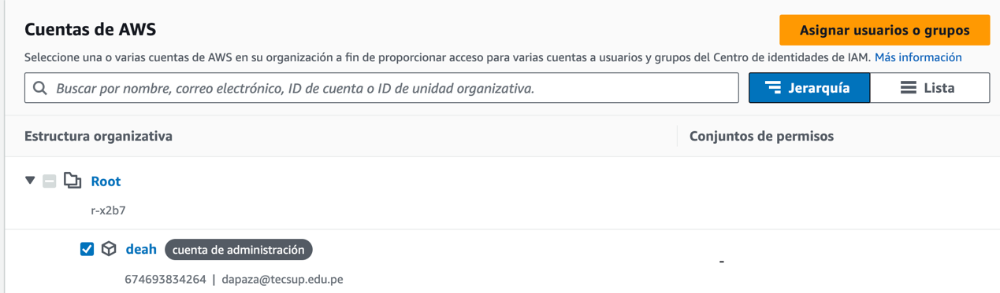 Cuentas de AWS
Asignar usuarios o grupos
Seleccione una o varias cuentas de AWS en su organización a fin de proporcionar acceso para varias cuentas a usuarios y grupos del Centro de identidades de IAM. Más información
Buscar por nombre, correo electrónico, ID de cuenta o ID de unidad organizativa.
Jerarquía
Lista
Estructura organizativa
Conjuntos de permisos
Root
r-x2b7
deah cuenta de administración
-
674693834264 | dapaza@tecsup.edu.pe